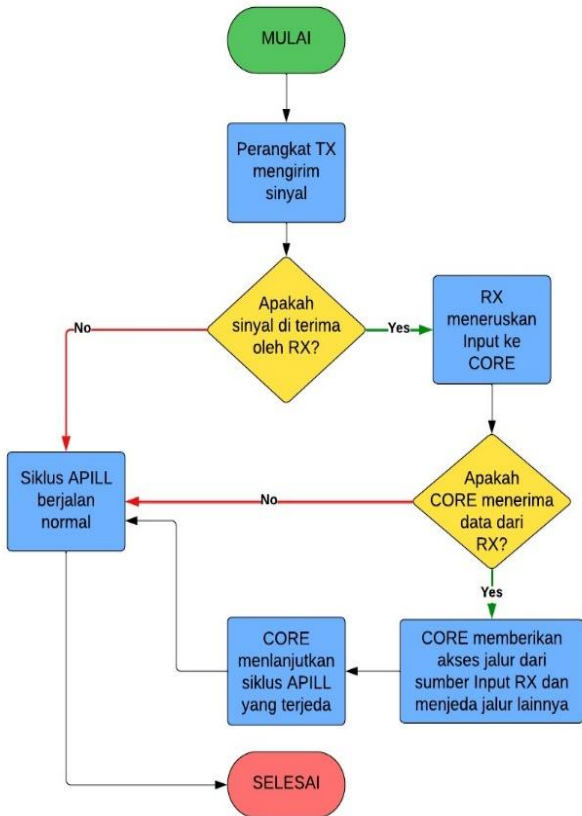 MULAI
Perangkat TX
mengirim
sinyal
Apakah
sinyal di terima
oleh RX?
No
Yes
RX
meneruskan
Input ke
CORE
Siklus APILL
berjalan
normal
No
Apakah
CORE menerima
data dari
RX?
Yes
CORE
menlanjutkan
siklus APILL
yang terjeda
CORE memberikan
akses jalur dari
sumber Input RX dan
menjeda jalur lainnya
SELESAI